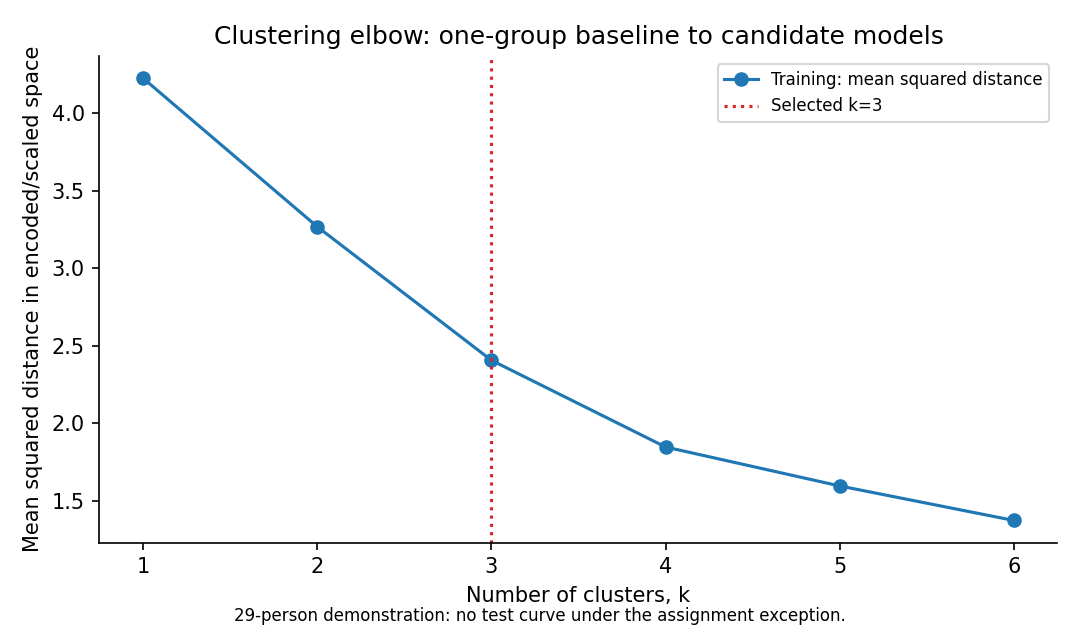 Clustering elbow: one-group baseline to candidate models
Training: mean squared distance
Selected k=3
Mean squared distance in encoded/scaled space
4.0
3.5
3.0
2.5
2.0
1.5
1 2 3 4 5 6
Number of clusters, k
29-person demonstration: no test curve under the assignment exception.